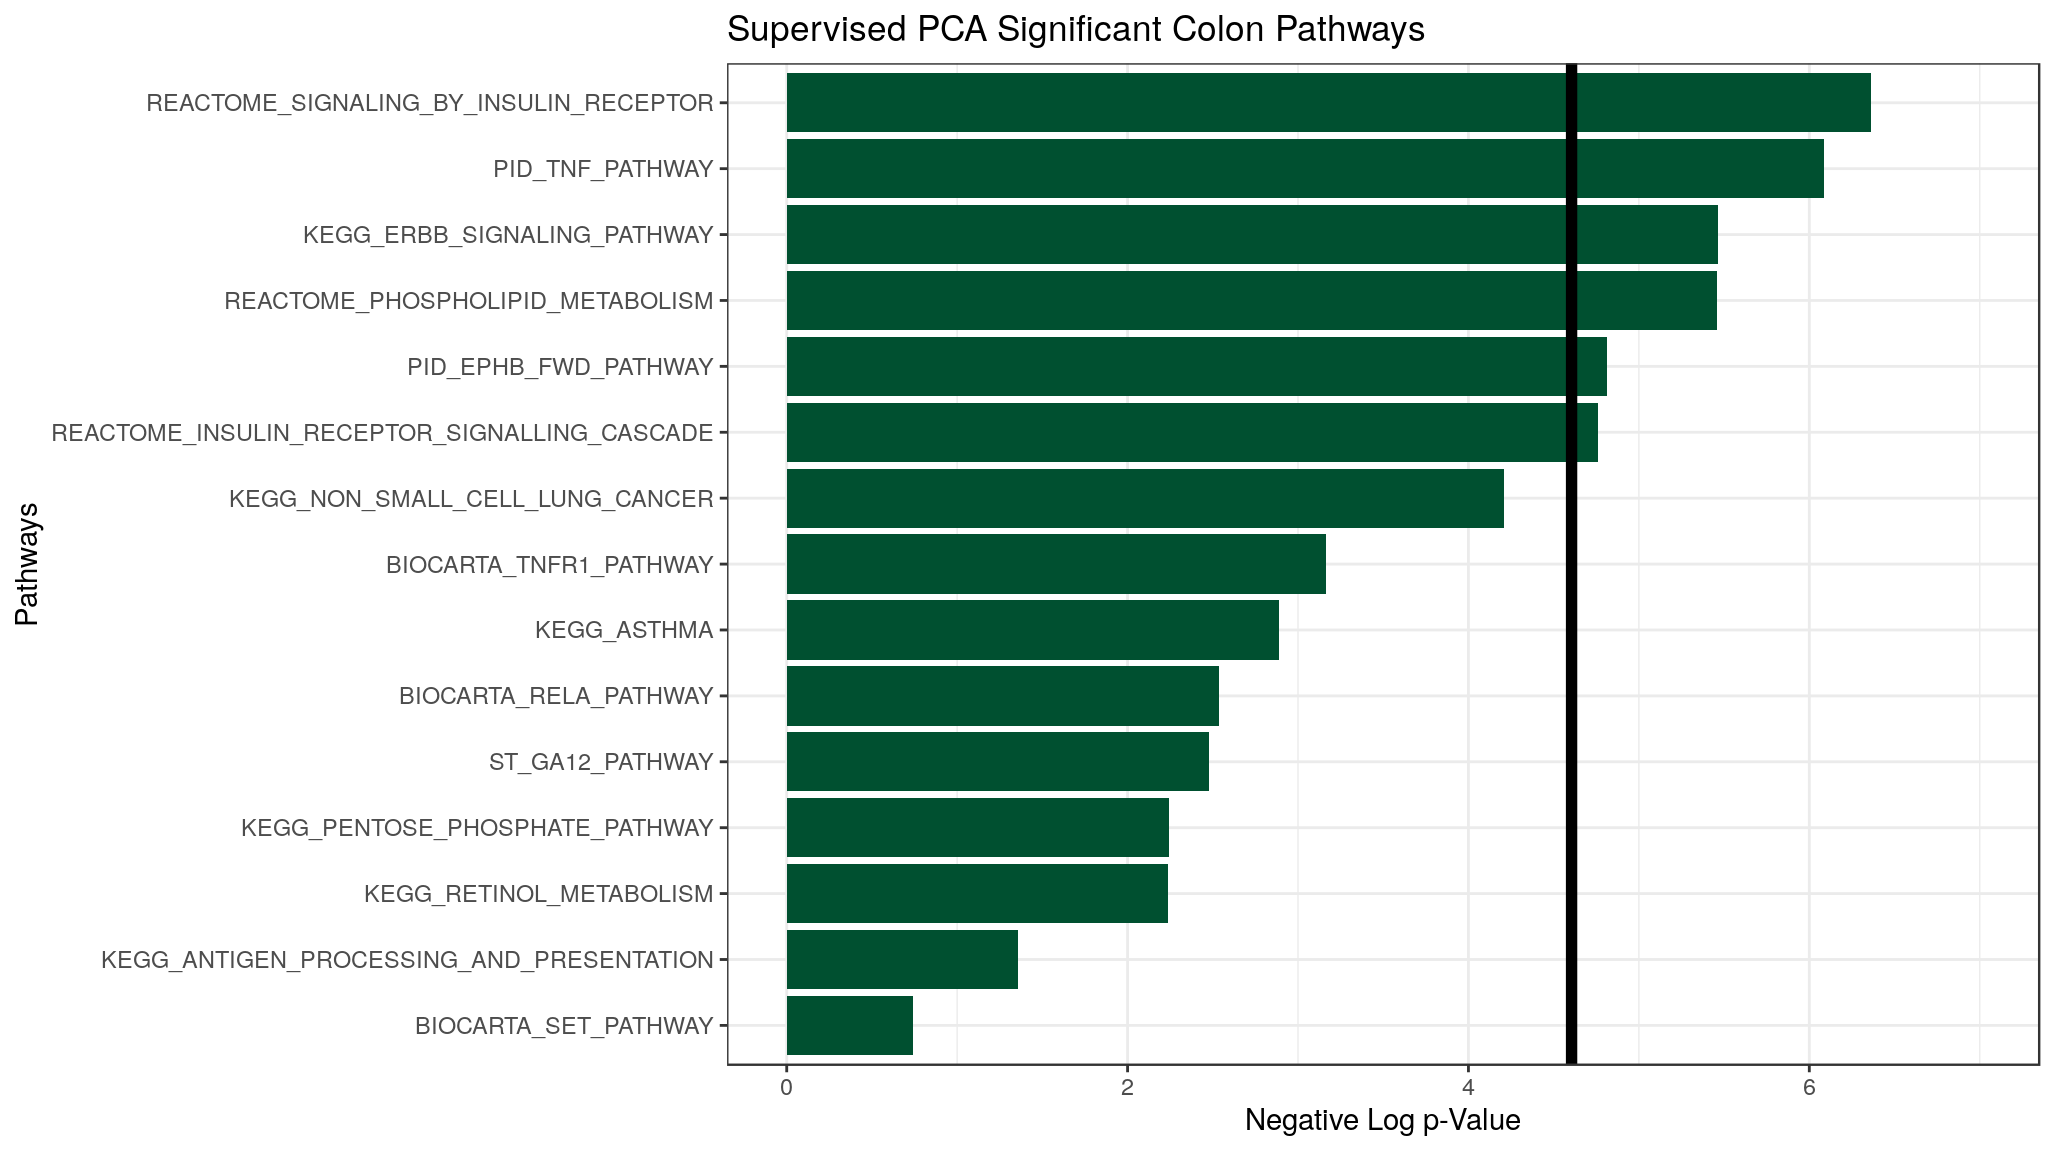 Supervised PCA Significant Colon Pathways
REACTOME_SIGNALING_BY_INSULIN_RECEPTOR
PID_TNF_PATHWAY
KEGG_ERBB_SIGNALING_PATHWAY
REACTOME_PHOSPHOLIPID_METABOLISM
PID_EPHB_FWD_PATHWAY
REACTOME_INSULIN_RECEPTOR_SIGNALLING_CASCADE
KEGG_NON_SMALL_CELL_LUNG_CANCER
BIOCARTA_TNFR1_PATHWAY
KEGG_ASTHMA
BIOCARTA_RELA_PATHWAY
ST_GA12_PATHWAY
KEGG_PENTOSE_PHOSPHATE_PATHWAY
KEGG_RETINOL_METABOLISM
KEGG_ANTIGEN_PROCESSING_AND_PRESENTATION
BIOCARTA_SET_PATHWAY
Pathways
0 2 4 6
Negative Log p-Value